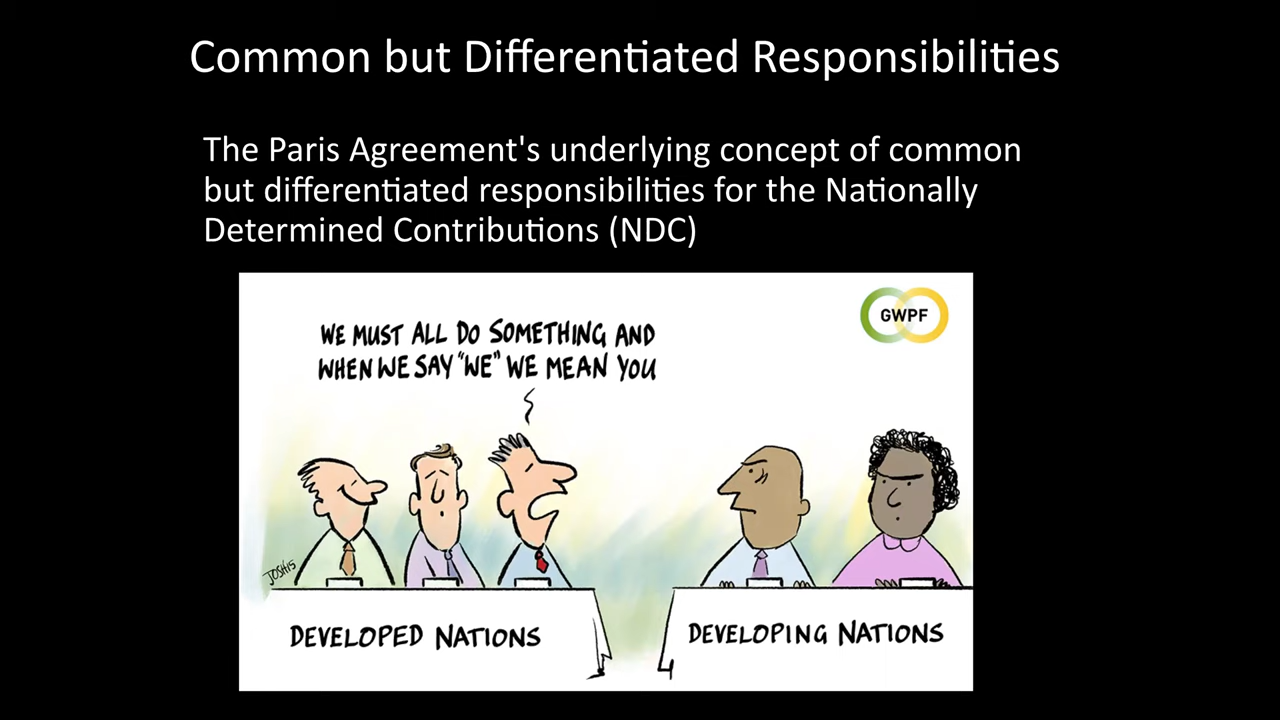 Common but Differentiated Responsibilities
The Paris Agreement's underlying concept of common
but differentiated responsibilities for the Nationally
Determined Contributions (NDC)
GWPF
WE MUST ALL DO SOMETHING AND
WHEN WE SAY "WE" WE MEAN YOU
JOSH15
DEVELOPED NATIONS
DEVELOPING NATIONS